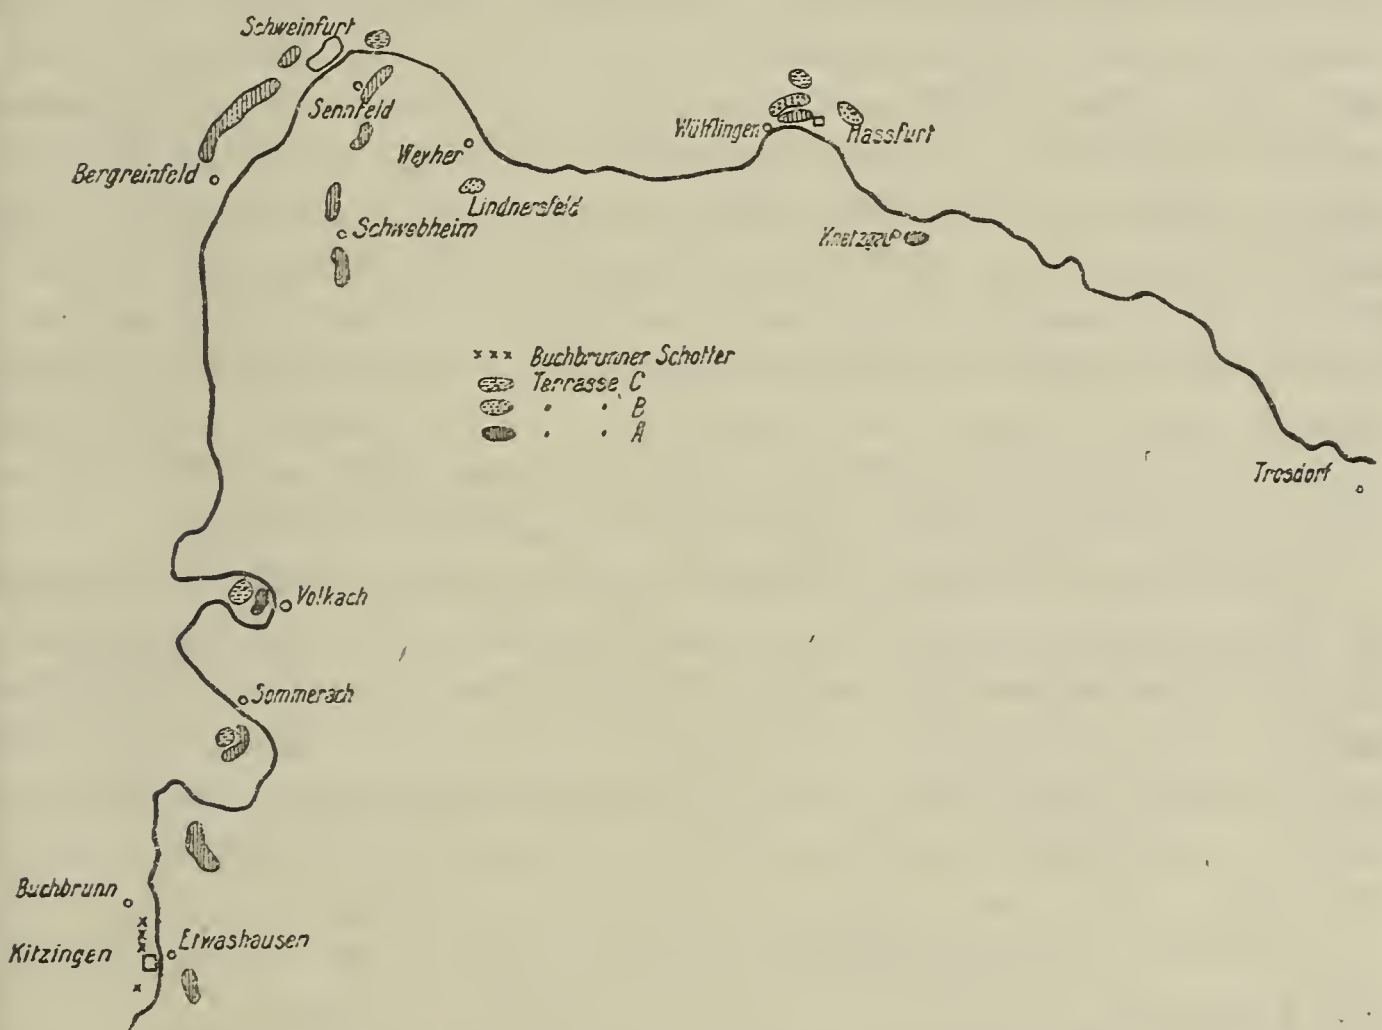 Schweinfurt
Sennfeld
Bergreinfeld
Weyher
Lindnersfeld
Schwebheim
Wülflingen
Hassfurt
Knetzgau
××× Buchbrunner Schotter
Terrasse C
" " B
" " A
Trosdorf
Volkach
Sommerach
Buchbrunn
Kitzingen
Etwashausen